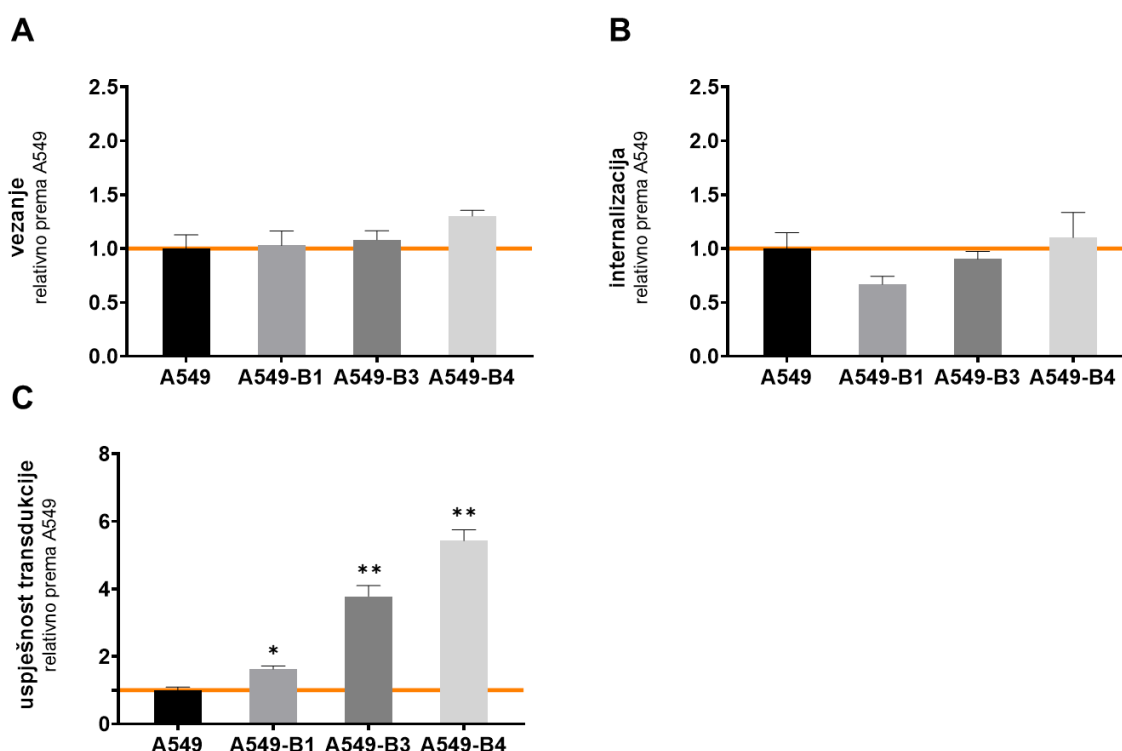 A
vezanje
relativno prema A549
2.5
2.0
1.5
1.0
0.5
0.0
A549 A549-B1 A549-B3 A549-B4
B
internalizacija
relativno prema A549
2.5
2.0
1.5
1.0
0.5
0.0
A549 A549-B1 A549-B3 A549-B4
C
uspješnost transdukcije
relativno prema A549
8
6
4
2
0
* ** **
A549 A549-B1 A549-B3 A549-B4